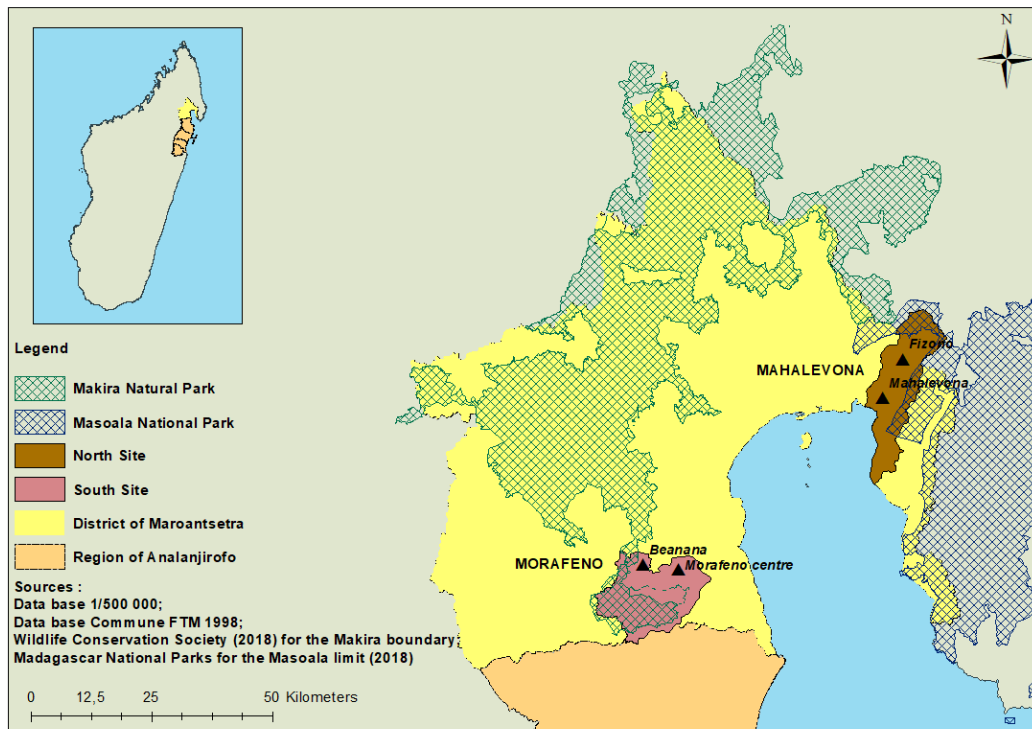 N
Fizono
MAHALEVONA
Mahalevona
Legend
Makira Natural Park
Masoala National Park
North Site
South Site
District of Maroantsetra
Region of Analanjirofo
Beanana
MORAFENO
Morafeno centre
Sources :
Data base 1/500 000;
Data base Commune FTM 1998;
Wildlife Conservation Society (2018) for the Makira boundary;
Madagascar National Parks for the Masoala limit (2018)
0 12,5 25 50 Kilometers